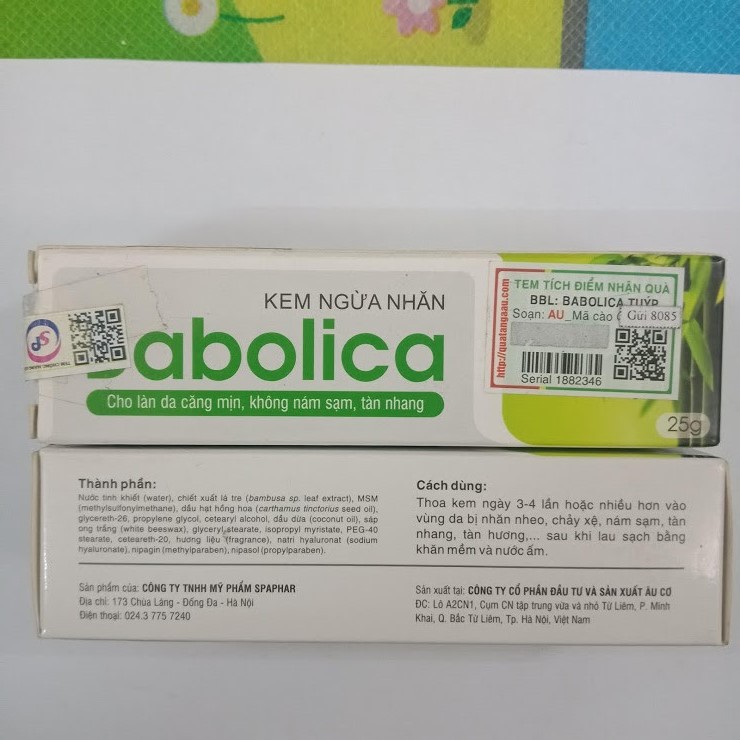 KEM NGỪA NHĂN
Babolica
Cho làn da căng mịn, không nám sạm, tàn nhang
http://quatangaau.com
TEM TÍCH ĐIỂM NHẬN QUÀ
BBL: BABOLICA TUÝP
Soạn: AU_Mã cào
Gửi 8085
Serial 1882346
25g
Thành phần:
Nước tinh khiết (water), chiết xuất lá tre (bambusa sp. leaf extract), MSM
(methylsulfonylmethane), dầu hạt hồng hoa (carthamus tinctorius seed oil),
glycereth-26, propylene glycol, cetearyl alcohol, dầu dừa (coconut oil), sáp
ong trắng (white beeswax), glyceryl stearate, isopropyl myristate, PEG-40
stearate, ceteareth-20, hương liệu (fragrance), natri hyaluronat (sodium
hyaluronate), nipagin (methylparaben), nipasol (propylparaben).
Cách dùng:
Thoa kem ngày 3-4 lần hoặc nhiều hơn vào
vùng da bị nhăn nheo, chảy xệ, nám sạm, tàn
nhang, tàn hương,... sau khi lau sạch bằng
khăn mềm và nước ấm.
Sản phẩm của: CÔNG TY TNHH MỸ PHẨM SPAPHAR
Địa chỉ: 173 Chùa Láng - Đống Đa - Hà Nội
Điện thoại: 024.3 775 7240
Sản xuất tại: CÔNG TY CỔ PHẦN ĐẦU TƯ VÀ SẢN XUẤT ÂU CƠ
ĐC: Lô A2CN1, Cụm CN tập trung vừa và nhỏ Từ Liêm, P. Minh
Khai, Q. Bắc Từ Liêm, Tp. Hà Nội, Việt Nam